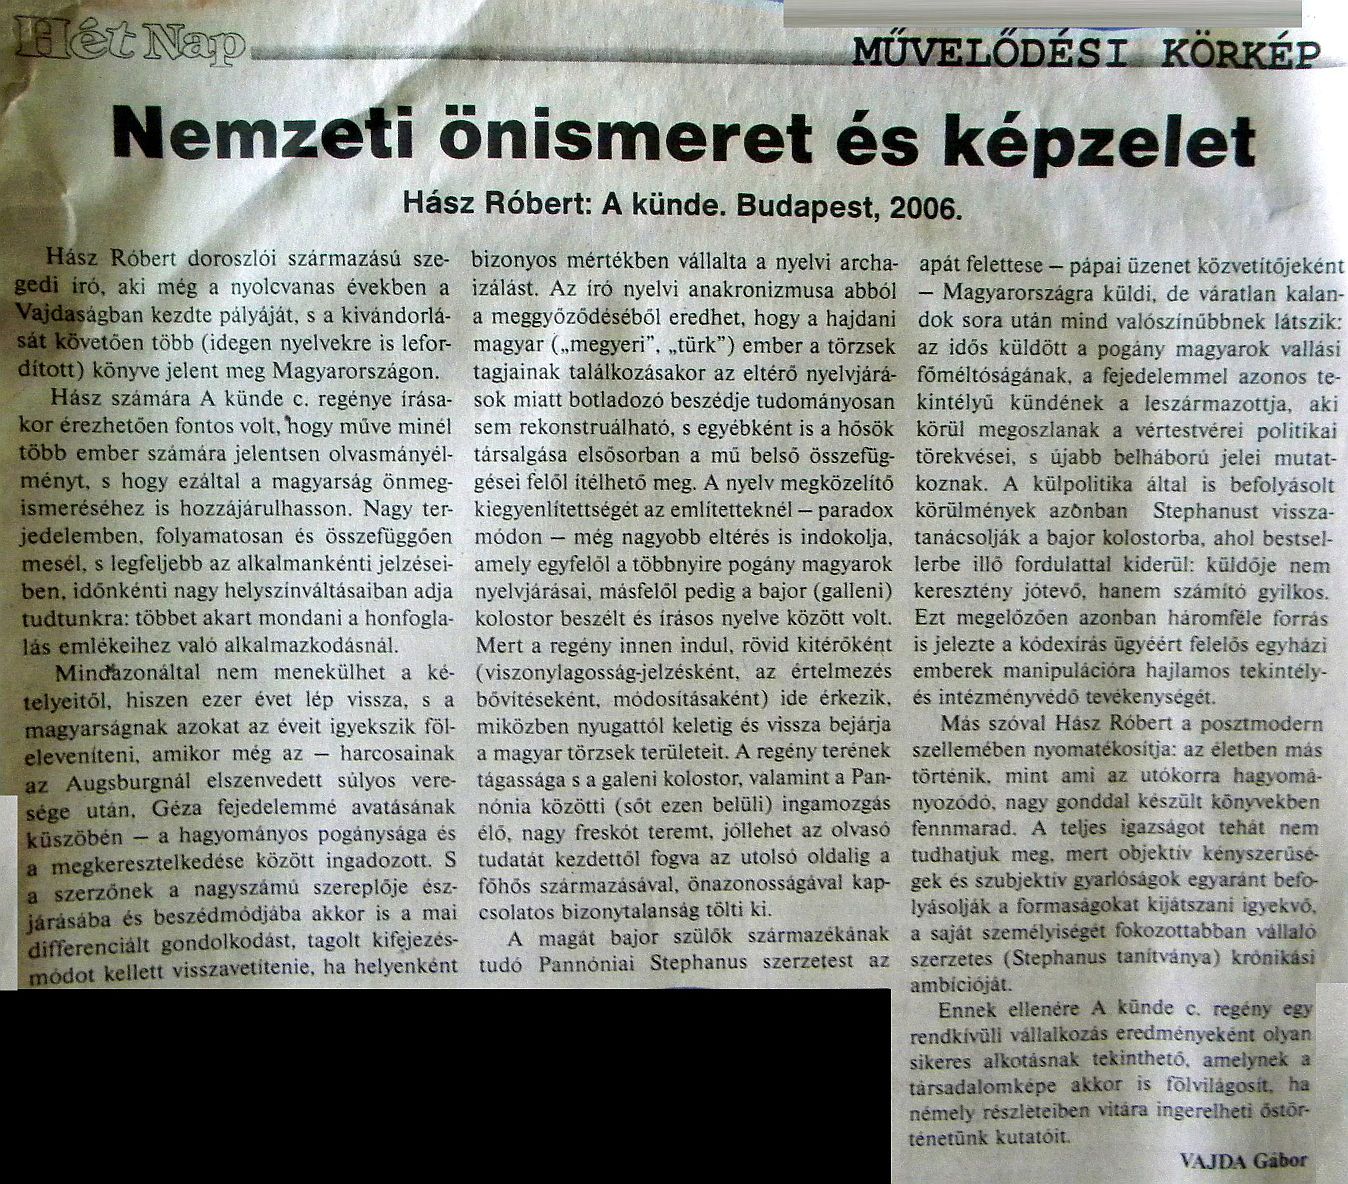 Hét Nap
MŰVELŐDÉSI KÖRKÉP
Nemzeti önismeret és képzelet
Hász Róbert: A künde. Budapest, 2006.
Hász Róbert doroszlói származású sze-
gedi író, aki még a nyolcvanas években a
Vajdaságban kezdte pályáját, s a kivándorlá-
sát követően több (idegen nyelvekre is lefor-
dított) könyve jelent meg Magyarországon.
Hász számára A künde c. regénye írása-
kor érezhetően fontos volt, hogy műve minél
több ember számára jelentsen olvasmányél-
ményt, s hogy ezáltal a magyarság önmeg-
ismeréséhez is hozzájárulhasson. Nagy ter-
jedelemben, folyamatosan és összefüggően
mesél, s legfeljebb az alkalmankénti jelzései-
ben, időnkénti nagy helyszínváltásaiban adja
tudtunkra: többet akart mondani a honfogla-
lás emlékeihez való alkalmazkodásnál.
Mindazonáltal nem menekülhet a ké-
telyeitől, hiszen ezer évet lép vissza, s a
magyarságnak azokat az éveit igyekszik föl-
eleveníteni, amikor még az – harcosainak
az Augsburgnál elszenvedett súlyos vere-
sége után, Géza fejedelemmé avatásának
küszöbén – a hagyományos pogánysága és
a megkeresztelkedése között ingadozott. S
a szerzőnek a nagyszámú szereplője ész-
járásába és beszédmódjába akkor is a mai
differenciált gondolkodást, tagolt kifejezés-
módot kellett visszavetítenie, ha helyenként
bizonyos mértékben vállalta a nyelvi archa-
izálást. Az író nyelvi anakronizmusa abból
a meggyőződéséből eredhet, hogy a hajdani
magyar („megyeri”, „türk”) ember a törzsek
tagjainak találkozásakor az eltérő nyelvjárá-
sok miatt botladozó beszédje tudományosan
sem rekonstruálható, s egyébként is a hősök
társalgása elsősorban a mű belső összefüg-
gései felől ítélhető meg. A nyelv megközelítő
kiegyenlítettségét az említetteknél – paradox
módon – még nagyobb eltérés is indokolja,
amely egyfelől a többnyire pogány magyarok
nyelvjárásai, másfelől pedig a bajor (galleni)
kolostor beszélt és írásos nyelve között volt.
Mert a regény innen indul, rövid kitérőként
(viszonylagosság-jelzésként, az értelmezés
bővítéseként, módosításaként) ide érkezik,
miközben nyugattól keletig és vissza bejárja
a magyar törzsek területeit. A regény terének
tágassága s a galeni kolostor, valamint a Pan-
nónia közötti (sőt ezen belüli) ingamozgás
élő, nagy freskót teremt, jóllehet az olvasó
tudatát kezdettől fogva az utolsó oldalig a
főhős származásával, önazonosságával kap-
csolatos bizonytalanság tölti ki.
A magát bajor szülők származékának
tudó Pannóniai Stephanus szerzetest az
apát felettese – pápai üzenet közvetítőjeként
– Magyarországra küldi, de váratlan kalan-
dok sora után mind valószínűbbnek látszik:
az idős küldött a pogány magyarok vallási
főméltóságának, a fejedelemmel azonos te-
kintélyű kündének a leszármazottja, aki
körül megoszlanak a vértestvérei politikai
törekvései, s újabb belháború jelei mutat-
koznak. A külpolitika által is befolyásolt
körülmények azonban Stephanust vissza-
tanácsolják a bajor kolostorba, ahol bestsel-
lerbe illő fordulattal kiderül: küldője nem
keresztény jótevő, hanem számító gyilkos.
Ezt megelőzően azonban háromféle forrás
is jelezte a kódexírás ügyéért felelős egyházi
emberek manipulációra hajlamos tekintély-
és intézményvédő tevékenységét.
Más szóval Hász Róbert a posztmodern
szellemében nyomatékosítja: az életben más
történik, mint ami az utókorra hagyomá-
nyozódó, nagy gonddal készült könyvekben
fennmarad. A teljes igazságot tehát nem
tudhatjuk meg, mert objektív kényszerűsé-
gek és szubjektív gyarlóságok egyaránt befo-
lyásolják a formaságokat kijátszani igyekvő,
a saját személyiségét fokozottabban vállaló
szerzetes (Stephanus tanítványa) krónikási
ambícióját.
Ennek ellenére A künde c. regény egy
rendkívüli vállalkozás eredményeként olyan
sikeres alkotásnak tekinthető, amelynek a
társadalomképe akkor is fölvilágosít, ha
némely részleteiben vitára ingerelheti őstör-
ténetünk kutatóit.
VAJDA Gábor